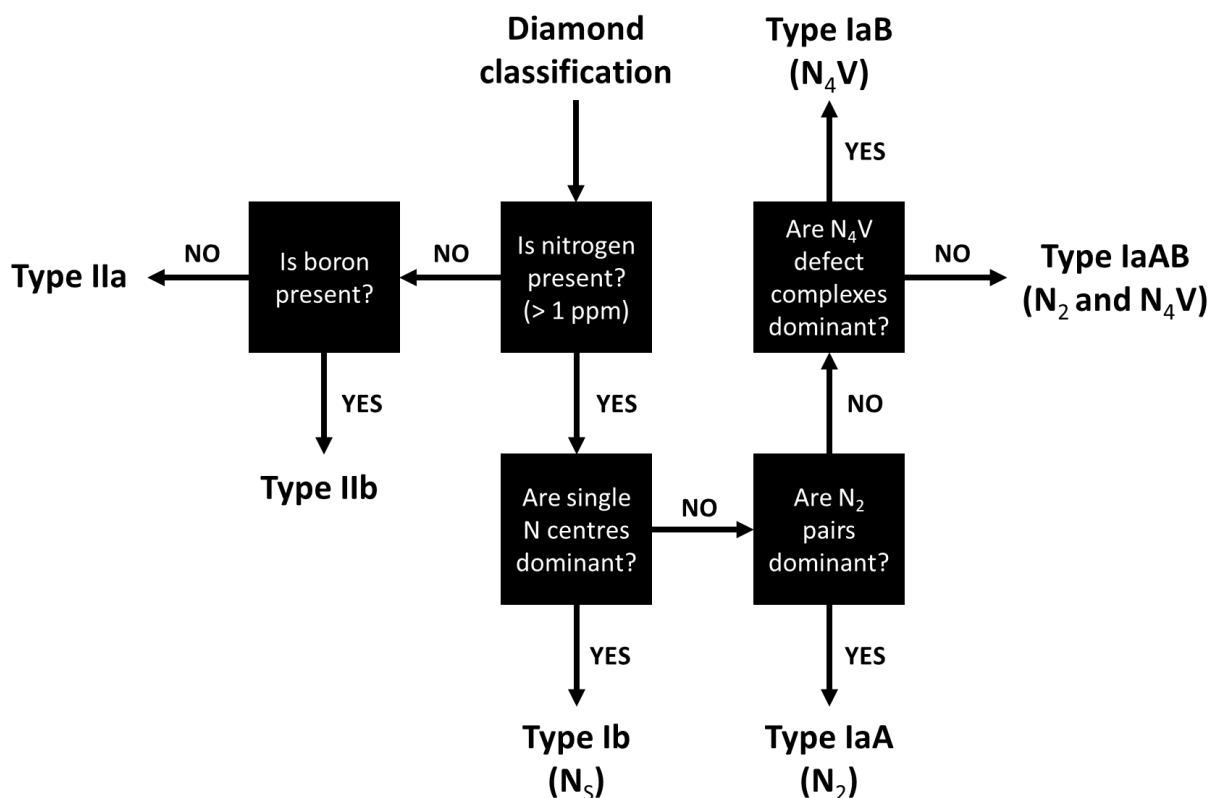 Diamond
classification
Type IaB
(N₄V)
YES
Is boron
present?
NO
Type IIa
YES
Type IIb
Is nitrogen
present?
(> 1 ppm)
NO
YES
Are N₄V
defect
complexes
dominant?
NO
Type IaAB
(N₂ and N₄V)
NO
Are single
N centres
dominant?
NO
Are N₂
pairs
dominant?
YES
Type Ib
(Nₛ)
YES
Type IaA
(N₂)